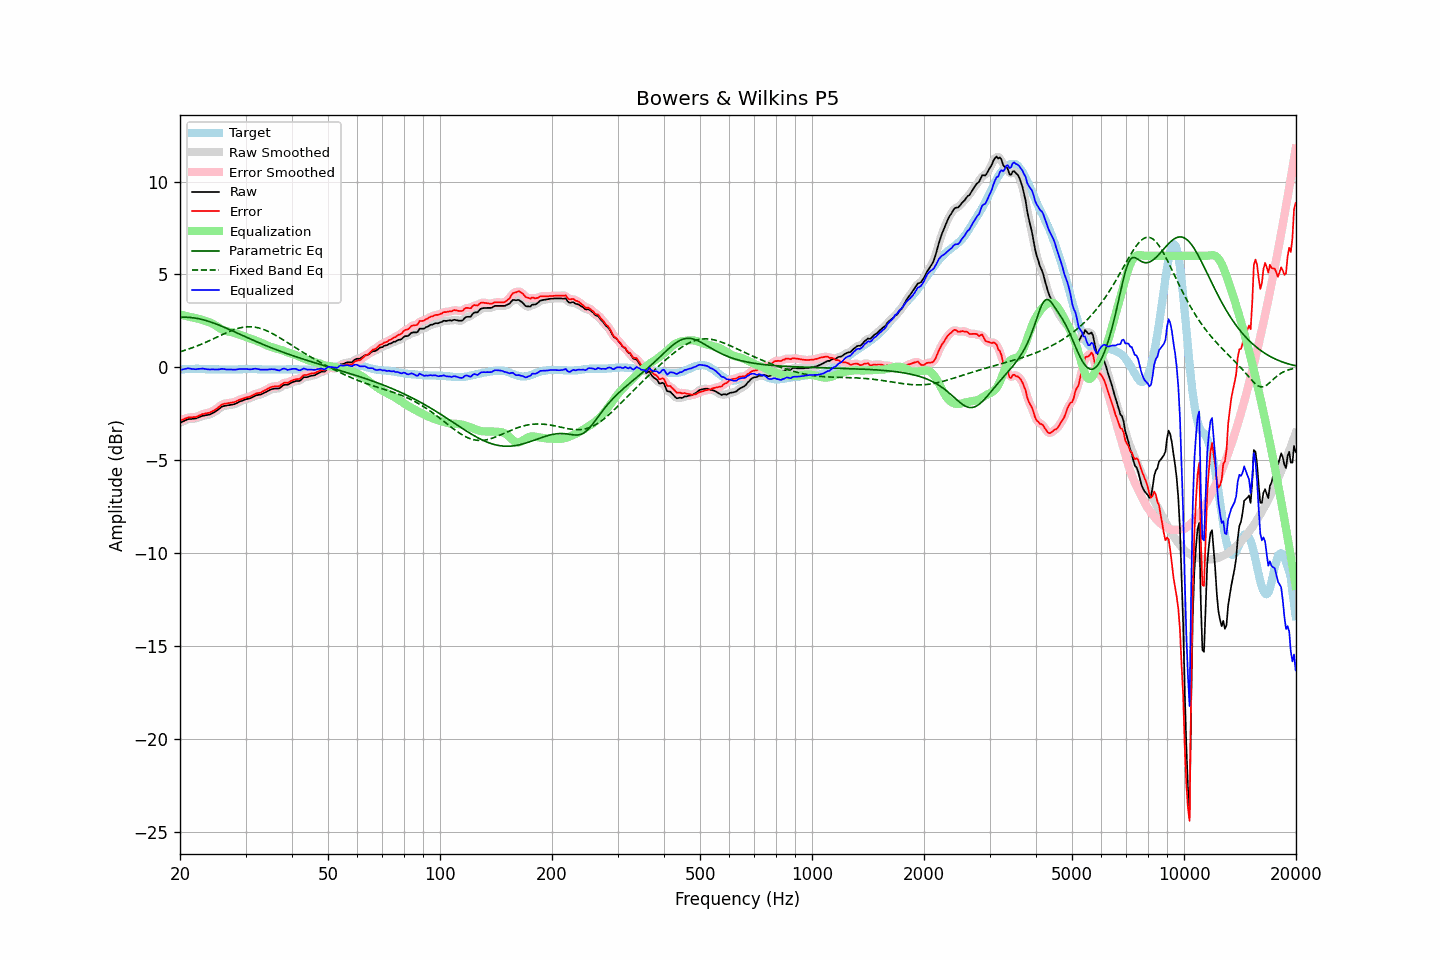 Bowers & Wilkins P5
Target
Raw Smoothed
Error Smoothed
Raw
Error
Equalization
Parametric Eq
Fixed Band Eq
Equalized
10
5
0
−5
−10
−15
−20
−25
Amplitude (dBr)
20 50 100 200 500 1000 2000 5000 10000 20000
Frequency (Hz)